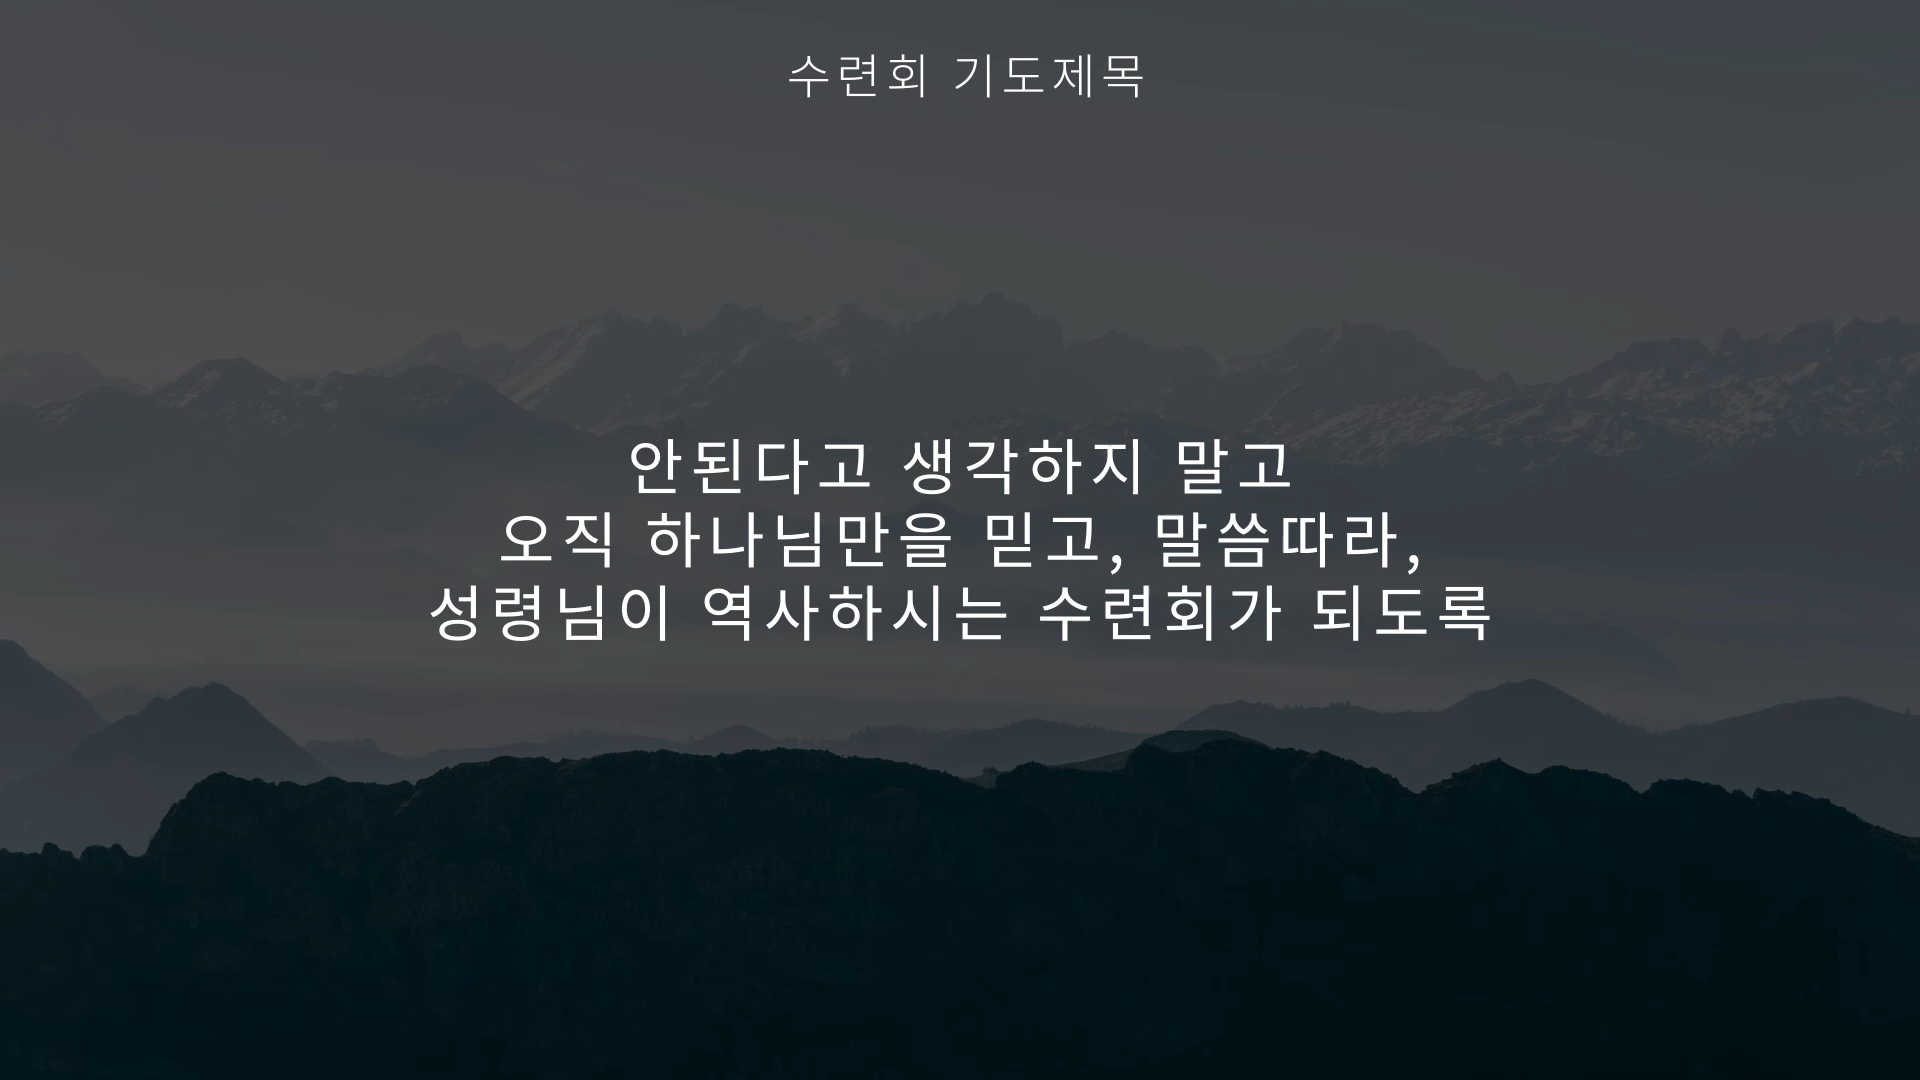 수련회 기도제목
안된다고 생각하지 말고
오직 하나님만을 믿고, 말씀따라,
성령님이 역사하시는 수련회가 되도록